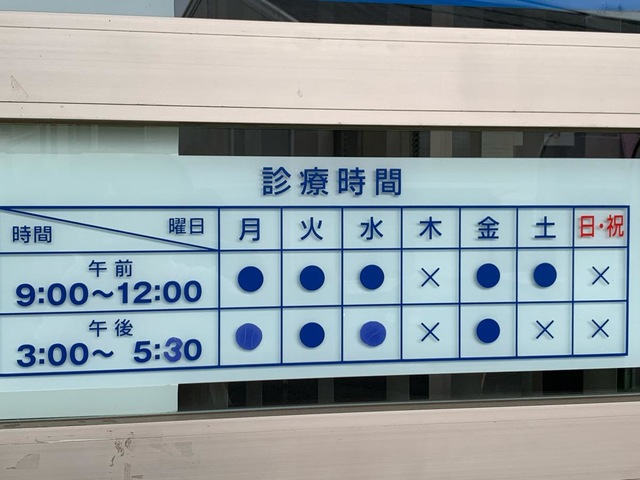 診療時間
時間 曜日 月 火 水 木 金 土 日・祝
午前
9:00〜12:00 ● ● ● × ● ● ×
午後
3:00〜 5:30 ● ● ● × ● × ×